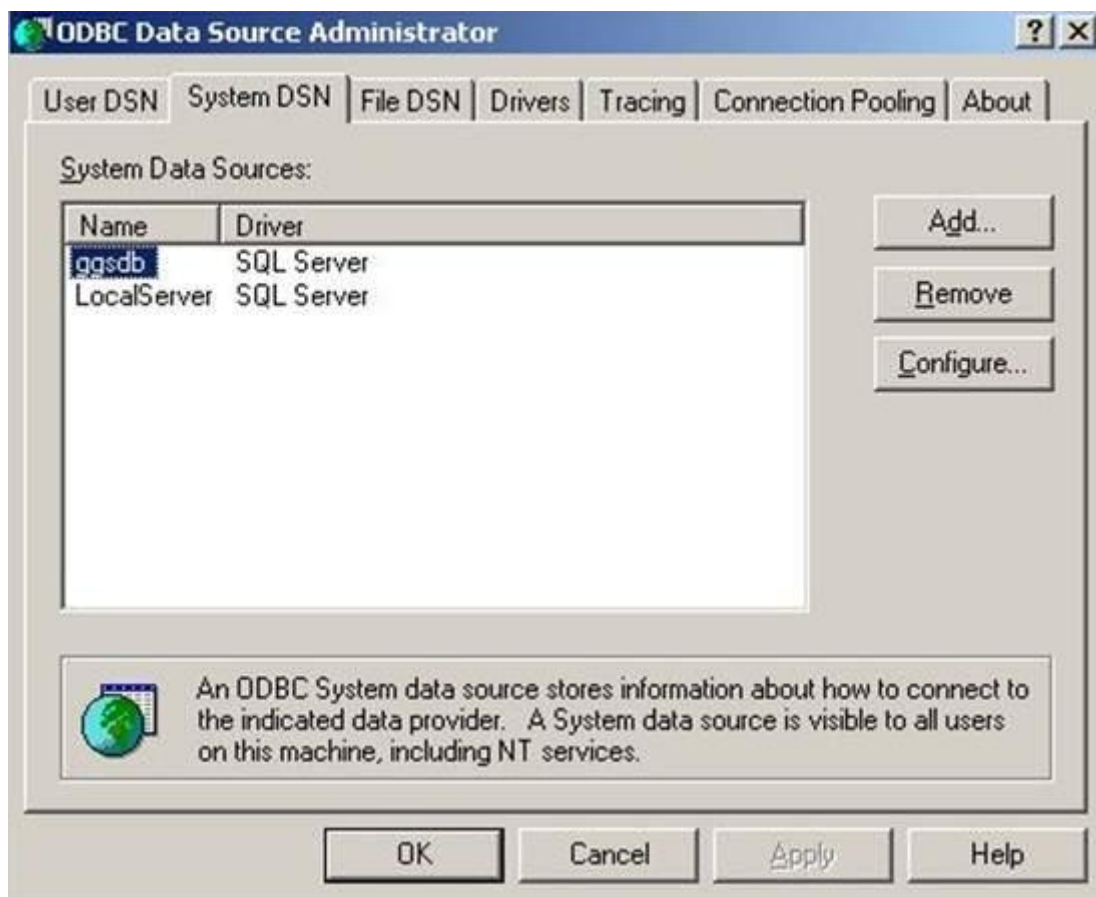 ODBC Data Source Administrator
User DSN System DSN File DSN Drivers Tracing Connection Pooling About
System Data Sources:
Name Driver
ggsdb SQL Server
LocalServer SQL Server
Add...
Remove
Configure...
An ODBC System data source stores information about how to connect to
the indicated data provider. A System data source is visible to all users
on this machine, including NT services.
OK Cancel Apply Help